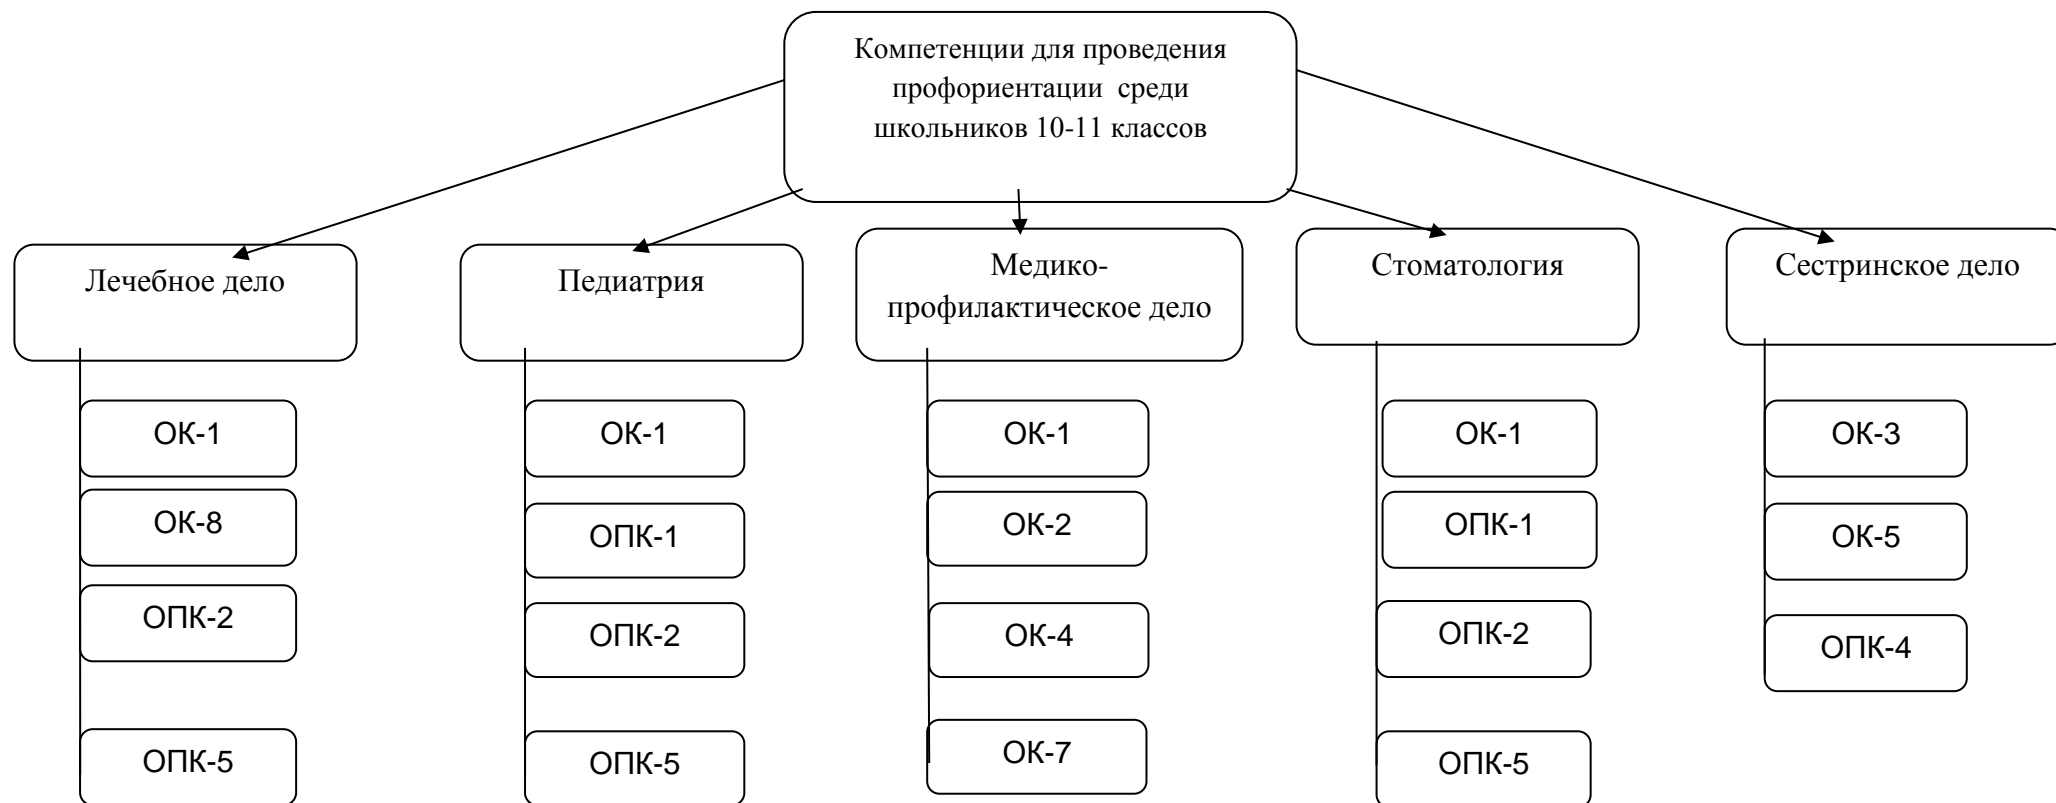 Компетенции для проведения
профориентации среди
школьников 10-11 классов
Лечебное дело
Педиатрия
Медико-
профилактическое дело
Стоматология
Сестринское дело
ОК-1
ОК-8
ОПК-2
ОПК-5
ОК-1
ОПК-1
ОПК-2
ОПК-5
ОК-1
ОК-2
ОК-4
ОК-7
ОК-1
ОПК-1
ОПК-2
ОПК-5
ОК-3
ОК-5
ОПК-4